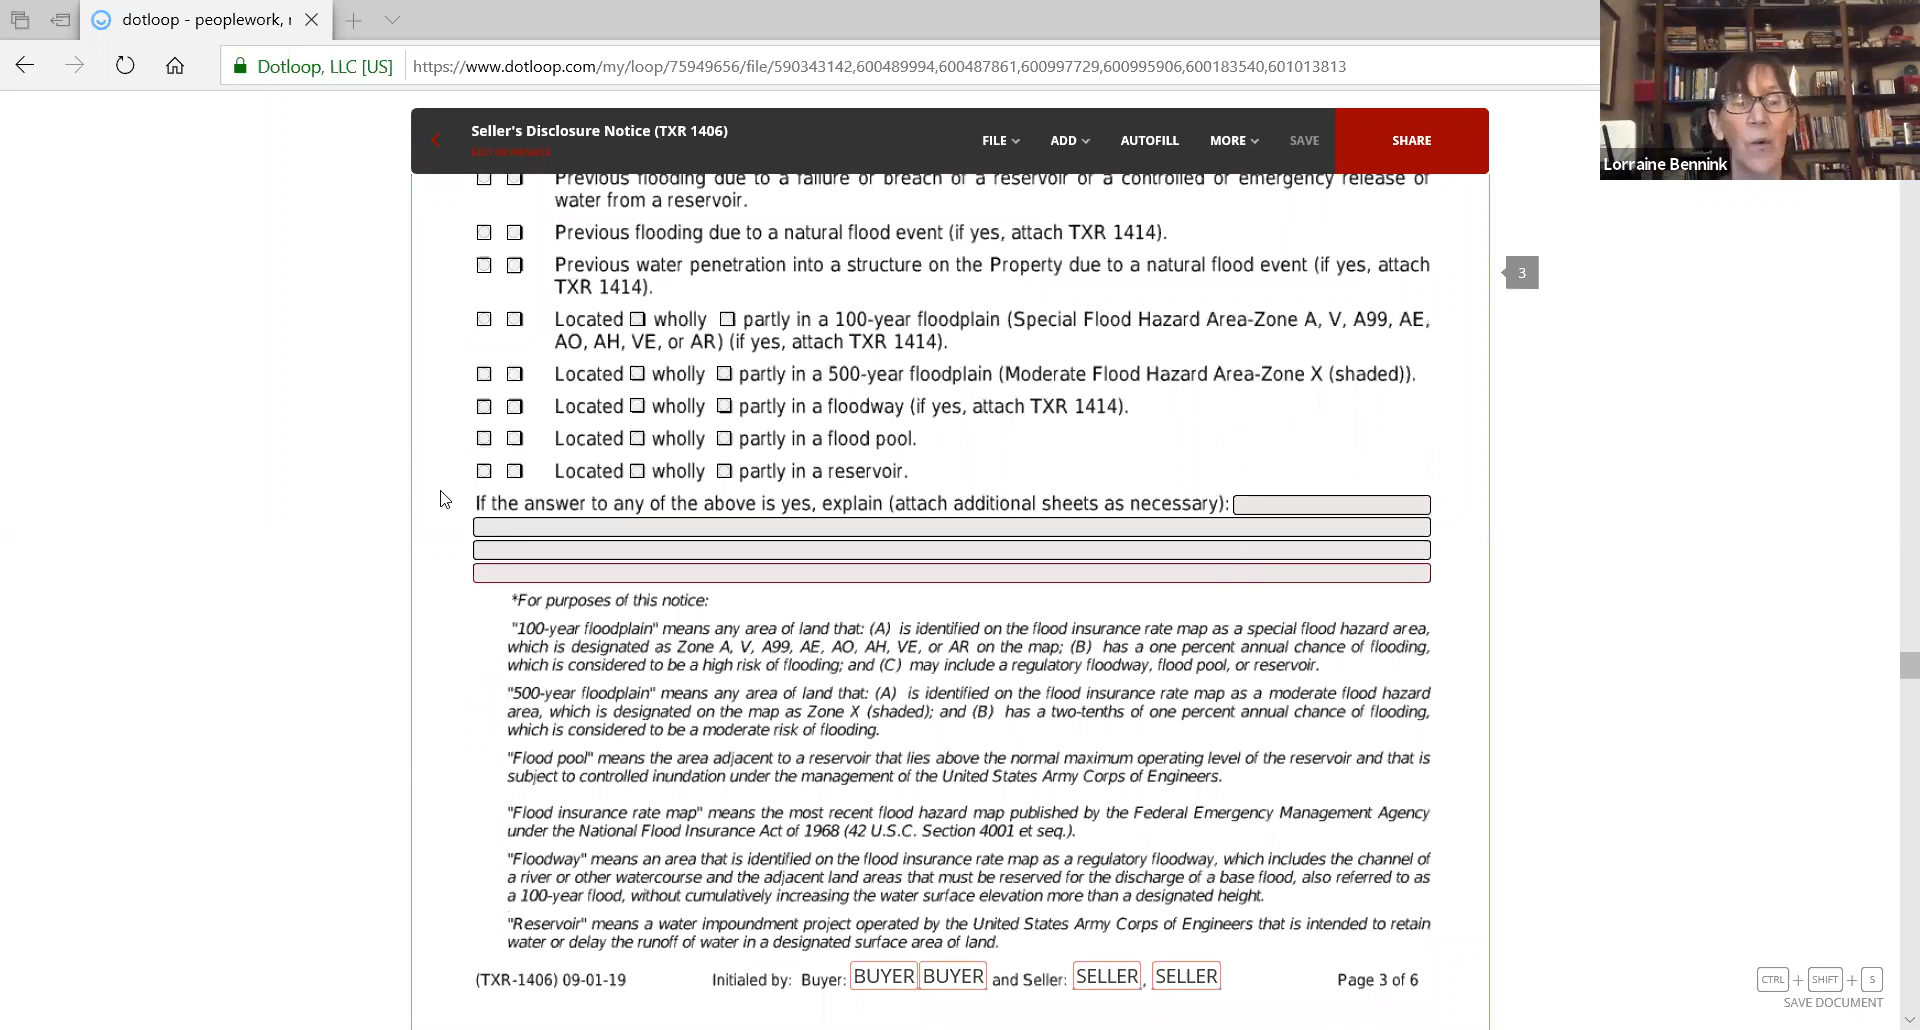 dotloop - peoplework, r
Dotloop, LLC [US]
https://www.dotloop.com/my/loop/75949656/file/590343142,600489994,600487861,600997729,600995906,600183540,601013813
Lorraine Bennink
Seller's Disclosure Notice (TXR 1406)
EDIT IN PRIVATE
FILE ADD AUTOFILL MORE SAVE SHARE
Previous flooding due to a failure or breach of a reservoir or a controlled or emergency release of
water from a reservoir.
Previous flooding due to a natural flood event (if yes, attach TXR 1414).
Previous water penetration into a structure on the Property due to a natural flood event (if yes, attach
TXR 1414).
3
Located wholly partly in a 100-year floodplain (Special Flood Hazard Area-Zone A, V, A99, AE,
AO, AH, VE, or AR) (if yes, attach TXR 1414).
Located wholly partly in a 500-year floodplain (Moderate Flood Hazard Area-Zone X (shaded)).
Located wholly partly in a floodway (if yes, attach TXR 1414).
Located wholly partly in a flood pool.
Located wholly partly in a reservoir.
If the answer to any of the above is yes, explain (attach additional sheets as necessary):
*For purposes of this notice:
"100-year floodplain" means any area of land that: (A) is identified on the flood insurance rate map as a special flood hazard area,
which is designated as Zone A, V, A99, AE, AO, AH, VE, or AR on the map; (B) has a one percent annual chance of flooding,
which is considered to be a high risk of flooding; and (C) may include a regulatory floodway, flood pool, or reservoir.
"500-year floodplain" means any area of land that: (A) is identified on the flood insurance rate map as a moderate flood hazard
area, which is designated on the map as Zone X (shaded); and (B) has a two-tenths of one percent annual chance of flooding,
which is considered to be a moderate risk of flooding.
"Flood pool" means the area adjacent to a reservoir that lies above the normal maximum operating level of the reservoir and that is
subject to controlled inundation under the management of the United States Army Corps of Engineers.
"Flood insurance rate map" means the most recent flood hazard map published by the Federal Emergency Management Agency
under the National Flood Insurance Act of 1968 (42 U.S.C. Section 4001 et seq.).
"Floodway" means an area that is identified on the flood insurance rate map as a regulatory floodway, which includes the channel of
a river or other watercourse and the adjacent land areas that must be reserved for the discharge of a base flood, also referred to as
a 100-year flood, without cumulatively increasing the water surface elevation more than a designated height.
"Reservoir" means a water impoundment project operated by the United States Army Corps of Engineers that is intended to retain
water or delay the runoff of water in a designated surface area of land.
(TXR-1406) 09-01-19 Initialed by: Buyer: BUYER BUYER and Seller: SELLER, SELLER Page 3 of 6
CTRL + SHIFT + S
SAVE DOCUMENT